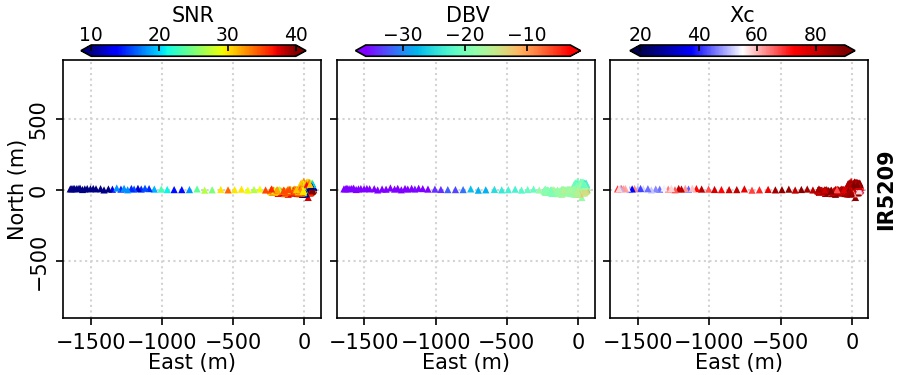 SNR DBV Xc
10 20 30 40 −30 −20 −10 20 40 60 80
500
0
−500
North (m)
IR5209
−1500 −1000 −500 0 −1500 −1000 −500 0 −1500 −1000 −500 0
East (m) East (m) East (m)